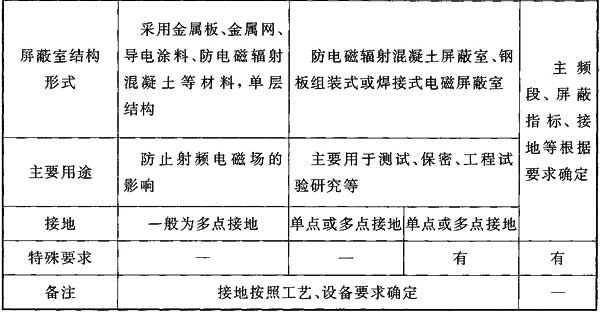 屏蔽室结构
形式
采用金属板、金属网、
导电涂料、防电磁辐射
混凝土等材料,单层
结构
防电磁辐射混凝土屏蔽室、钢
板组装式或焊接式电磁屏蔽室
主频
段、屏蔽
指标、接
地等根据
要求确定
主要用途
防止射频电磁场的
影响
主要用于测试、保密、工程试
验研究等
接地
一般为多点接地
单点或多点接地
单点或多点接地
特殊要求
—
—
有
有
备注
接地按照工艺、设备要求确定
—